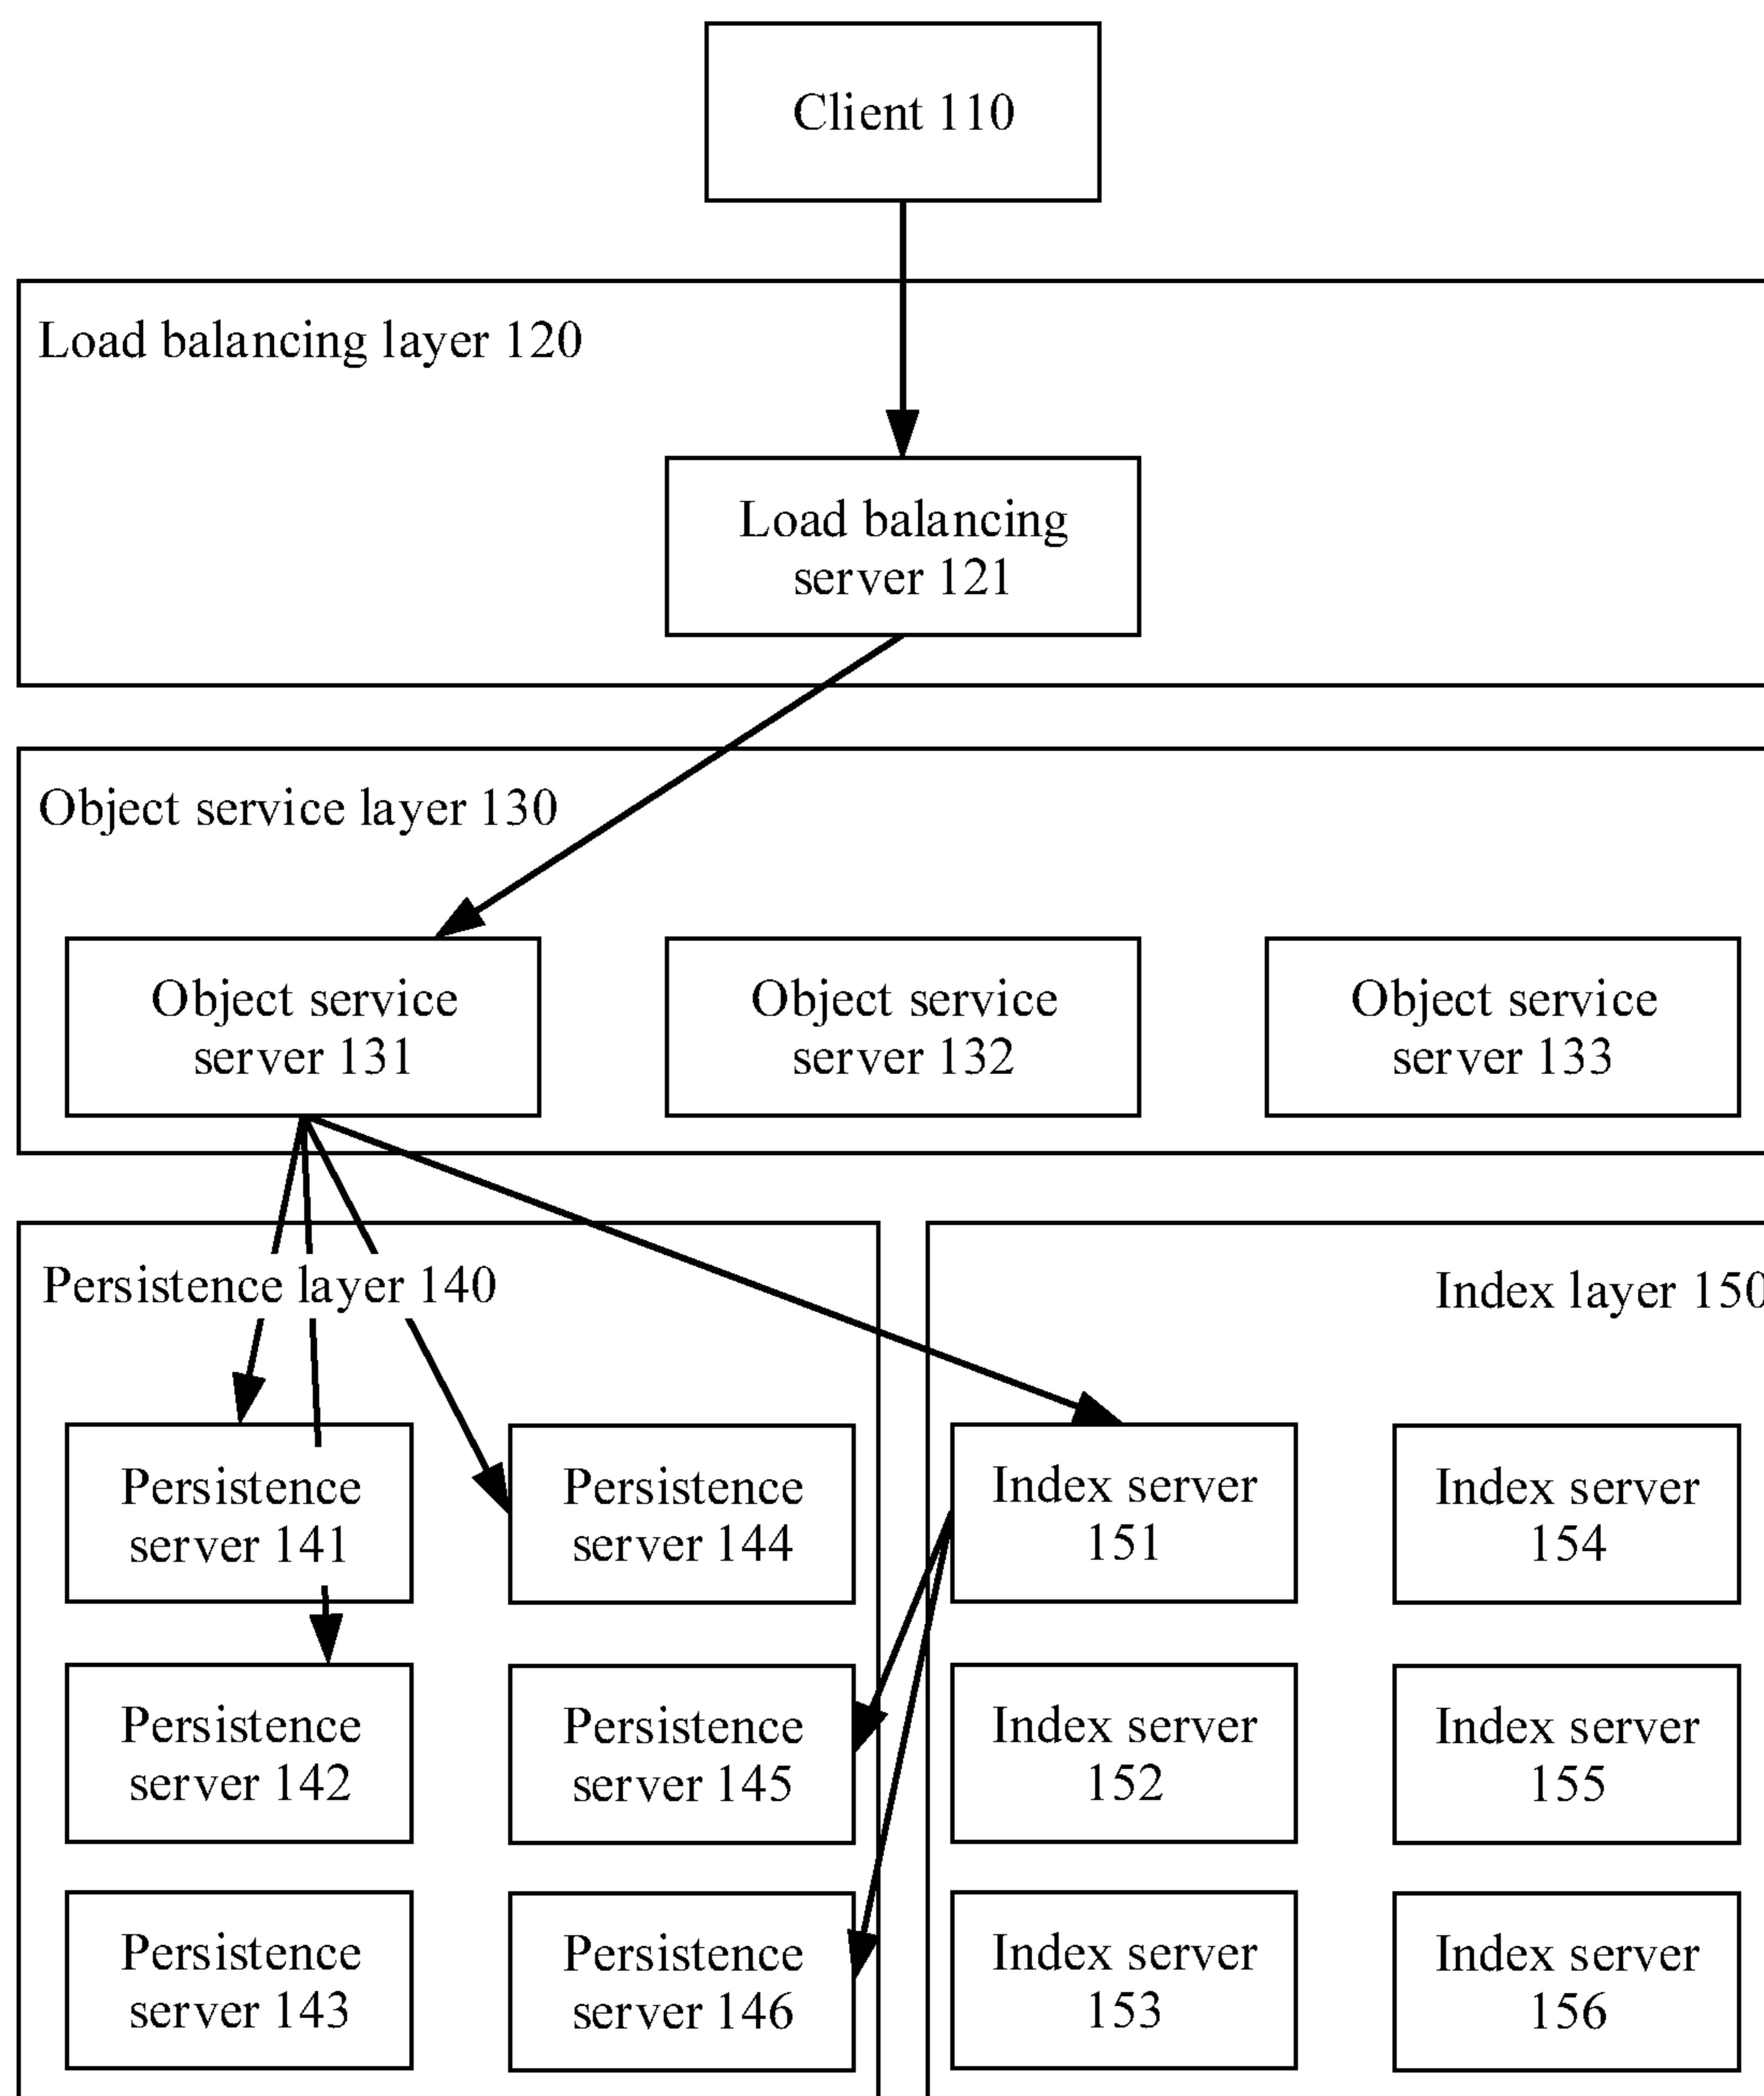 Client 110
Load balancing layer 120
Load balancing
server 121
Object service layer 130
Object service
server 131
Object service
server 132
Object service
server 133
Persistence layer 140
Index layer 150
Persistence
server 141
Persistence
server 144
Index server
151
Index server
154
Persistence
server 142
Persistence
server 145
Index server
152
Index server
155
Persistence
server 143
Persistence
server 146
Index server
153
Index server
156